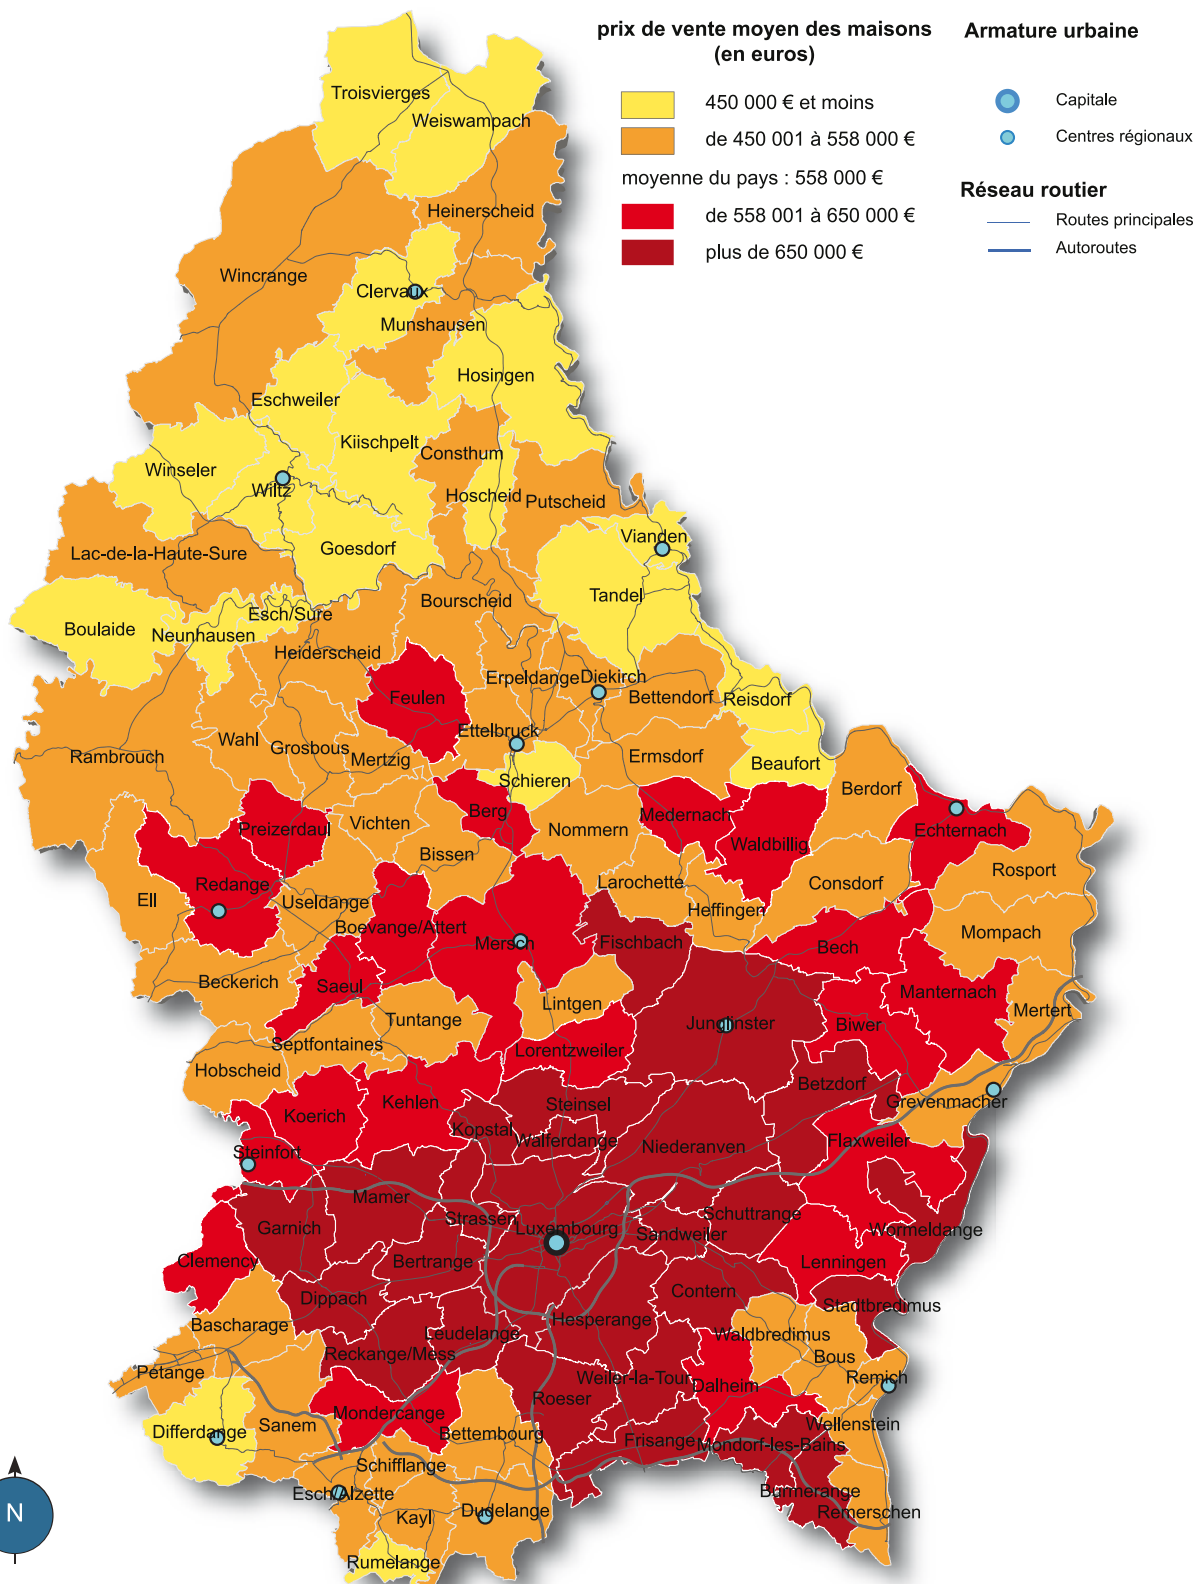 prix de vente moyen des maisons
(en euros)
450 000 € et moins
de 450 001 à 558 000 €
moyenne du pays : 558 000 €
de 558 001 à 650 000 €
plus de 650 000 €
Armature urbaine
Capitale
Centres régionaux
Réseau routier
Routes principales
Autoroutes
Troisvierges
Weiswampach
Heinerscheid
Wincrange
Clervaux
Munshausen
Hosingen
Eschweiler
Kiischpelt
Consthum
Winseler
Wiltz
Hoscheid
Putscheid
Vianden
Goesdorf
Lac-de-la-Haute-Sure
Tandel
Bourscheid
Esch/Sure
Boulaide
Neunhausen
Heiderscheid
Erpeldange
Diekirch
Feulen
Bettendorf
Reisdorf
Ettelbruck
Wahl
Grosbous
Mertzig
Ermsdorf
Rambrouch
Beaufort
Schieren
Berdorf
Berg
Medernach
Echternach
Preizerdaul
Vichten
Nommern
Waldbillig
Bissen
Rosport
Larochette
Consdorf
Redange
Ell
Useldange
Heffingen
Boevange/Attert
Mompach
Mersch
Fischbach
Bech
Beckerich
Saeul
Manternach
Lintgen
Mertert
Tuntange
Junglinster
Biwer
Septfontaines
Lorentzweiler
Hobscheid
Betzdorf
Kehlen
Steinsel
Grevenmacher
Koerich
Kopstal
Walferdange
Niederanven
Flaxweiler
Steinfort
Mamer
Garnich
Strassen
Luxembourg
Sandweiler
Schuttrange
Wormeldange
Clemency
Bertrange
Lenningen
Dippach
Contern
Stadtbredimus
Bascharage
Leudelange
Hesperange
Waldbredimus
Reckange/Mess
Bous
Pétange
Weiler-la-Tour
Dalheim
Remich
Roeser
Mondercange
Sanem
Differdange
Bettembourg
Wellenstein
Frisange
Mondorf-les-Bains
Schifflange
Esch/Alzette
Burmerange
Dudelange
Kayl
Remerschen
Rumelange
N